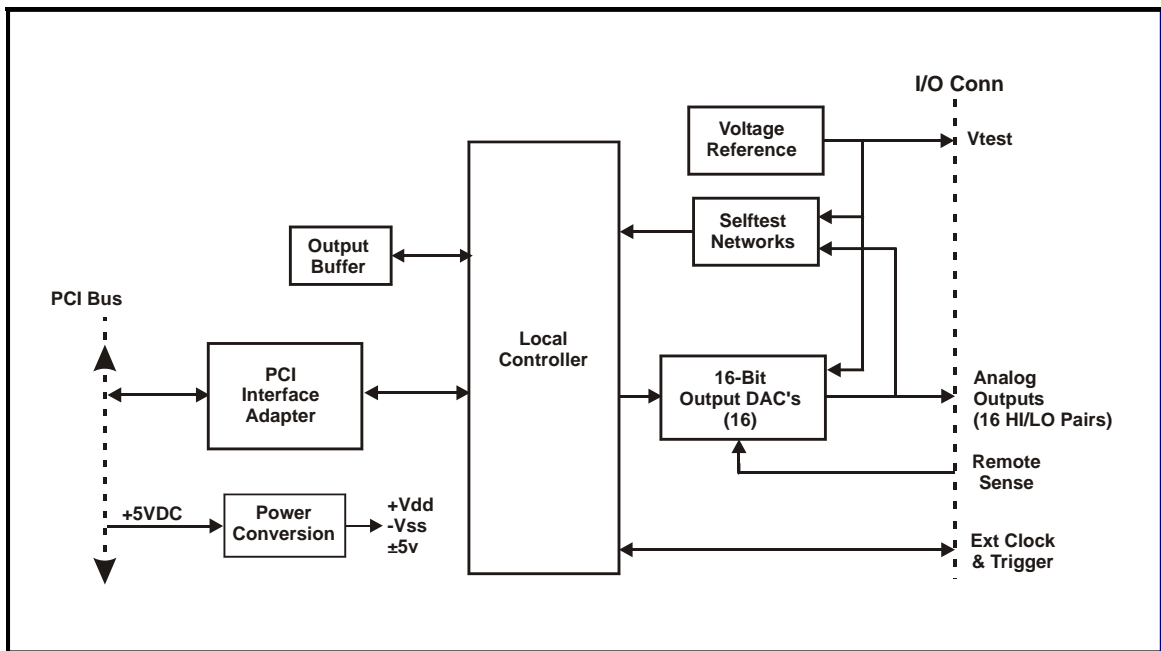 I/O Conn
Voltage
Reference
Vtest
Selftest
Networks
Output
Buffer
PCI Bus
Local
Controller
PCI
Interface
Adapter
16-Bit
Output DAC's
(16)
Analog
Outputs
(16 HI/LO Pairs)
Remote
Sense
+5VDC
Power
Conversion
+Vdd
-Vss
±5v
Ext Clock
& Trigger